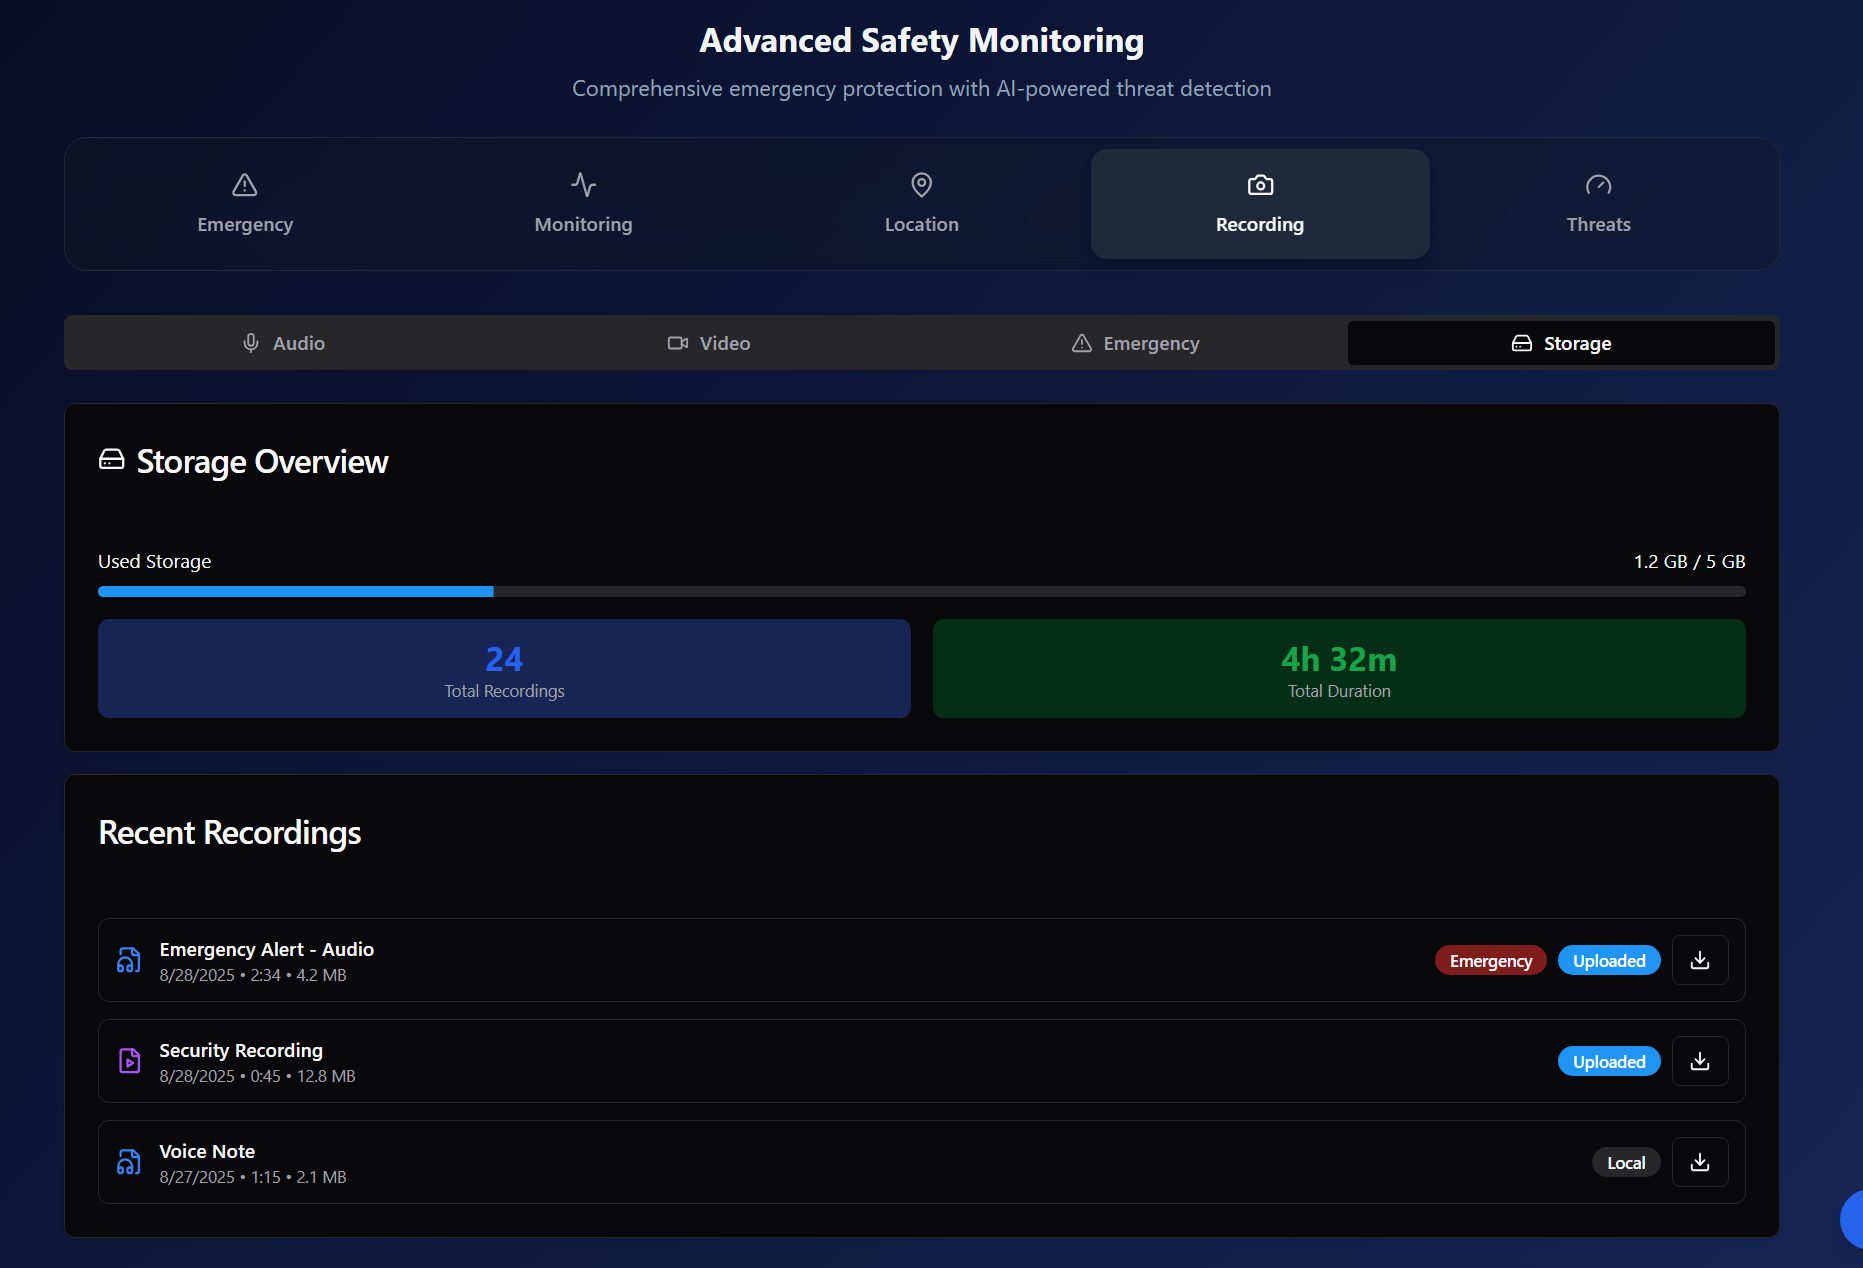 Advanced Safety Monitoring
Comprehensive emergency protection with AI-powered threat detection
Emergency
Monitoring
Location
Recording
Threats
Audio
Video
Emergency
Storage
Storage Overview
Used Storage
1.2 GB / 5 GB
24
Total Recordings
4h 32m
Total Duration
Recent Recordings
Emergency Alert - Audio
8/28/2025 • 2:34 • 4.2 MB
Emergency
Uploaded
Security Recording
8/28/2025 • 0:45 • 12.8 MB
Uploaded
Voice Note
8/27/2025 • 1:15 • 2.1 MB
Local